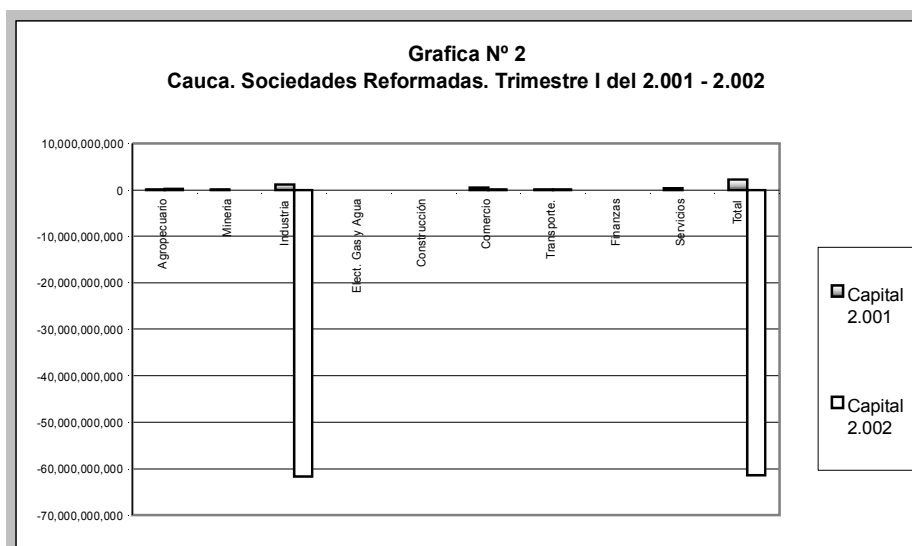 Grafica Nº 2
Cauca. Sociedades Reformadas. Trimestre I del 2.001 - 2.002
10,000,000,000
0
-10,000,000,000
-20,000,000,000
-30,000,000,000
-40,000,000,000
-50,000,000,000
-60,000,000,000
-70,000,000,000
Agropecuario
Mineria
Industria
Elect. Gas y Agua
Construcción
Comercio
Transporte.
Finanzas
Servicios
Total
Capital
2.001
Capital
2.002